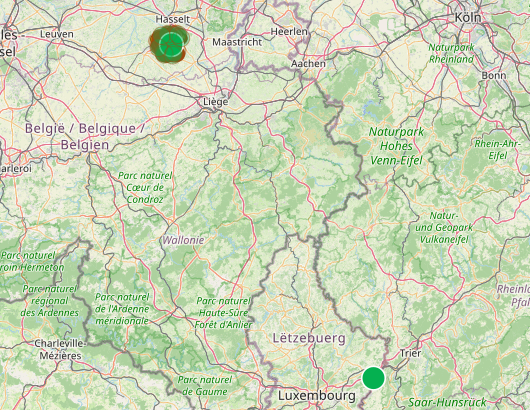 Hasselt
Leuven
Köln
Heerlen
Maastricht
Aachen
Naturpark
Rheinland
Bonn
Liège
België / Belgique /
Belgien
Naturpark
Hohes
Venn-Eifel
Rhein-Ahr-
Eifel
Parc naturel
Cœur de
Condroz
Natur-
und Geopark
Vulkaneifel
Wallonie
Parc naturel
régional
des Ardennes
Parc naturel
de l'Ardenne
méridionale
Parc naturel
Haute-Sûre
Forêt d'Anlier
Lëtzebuerg
Charleville-
Mézières
Trier
Parc naturel
de Gaume
Luxembourg
Saar-Hunsrück